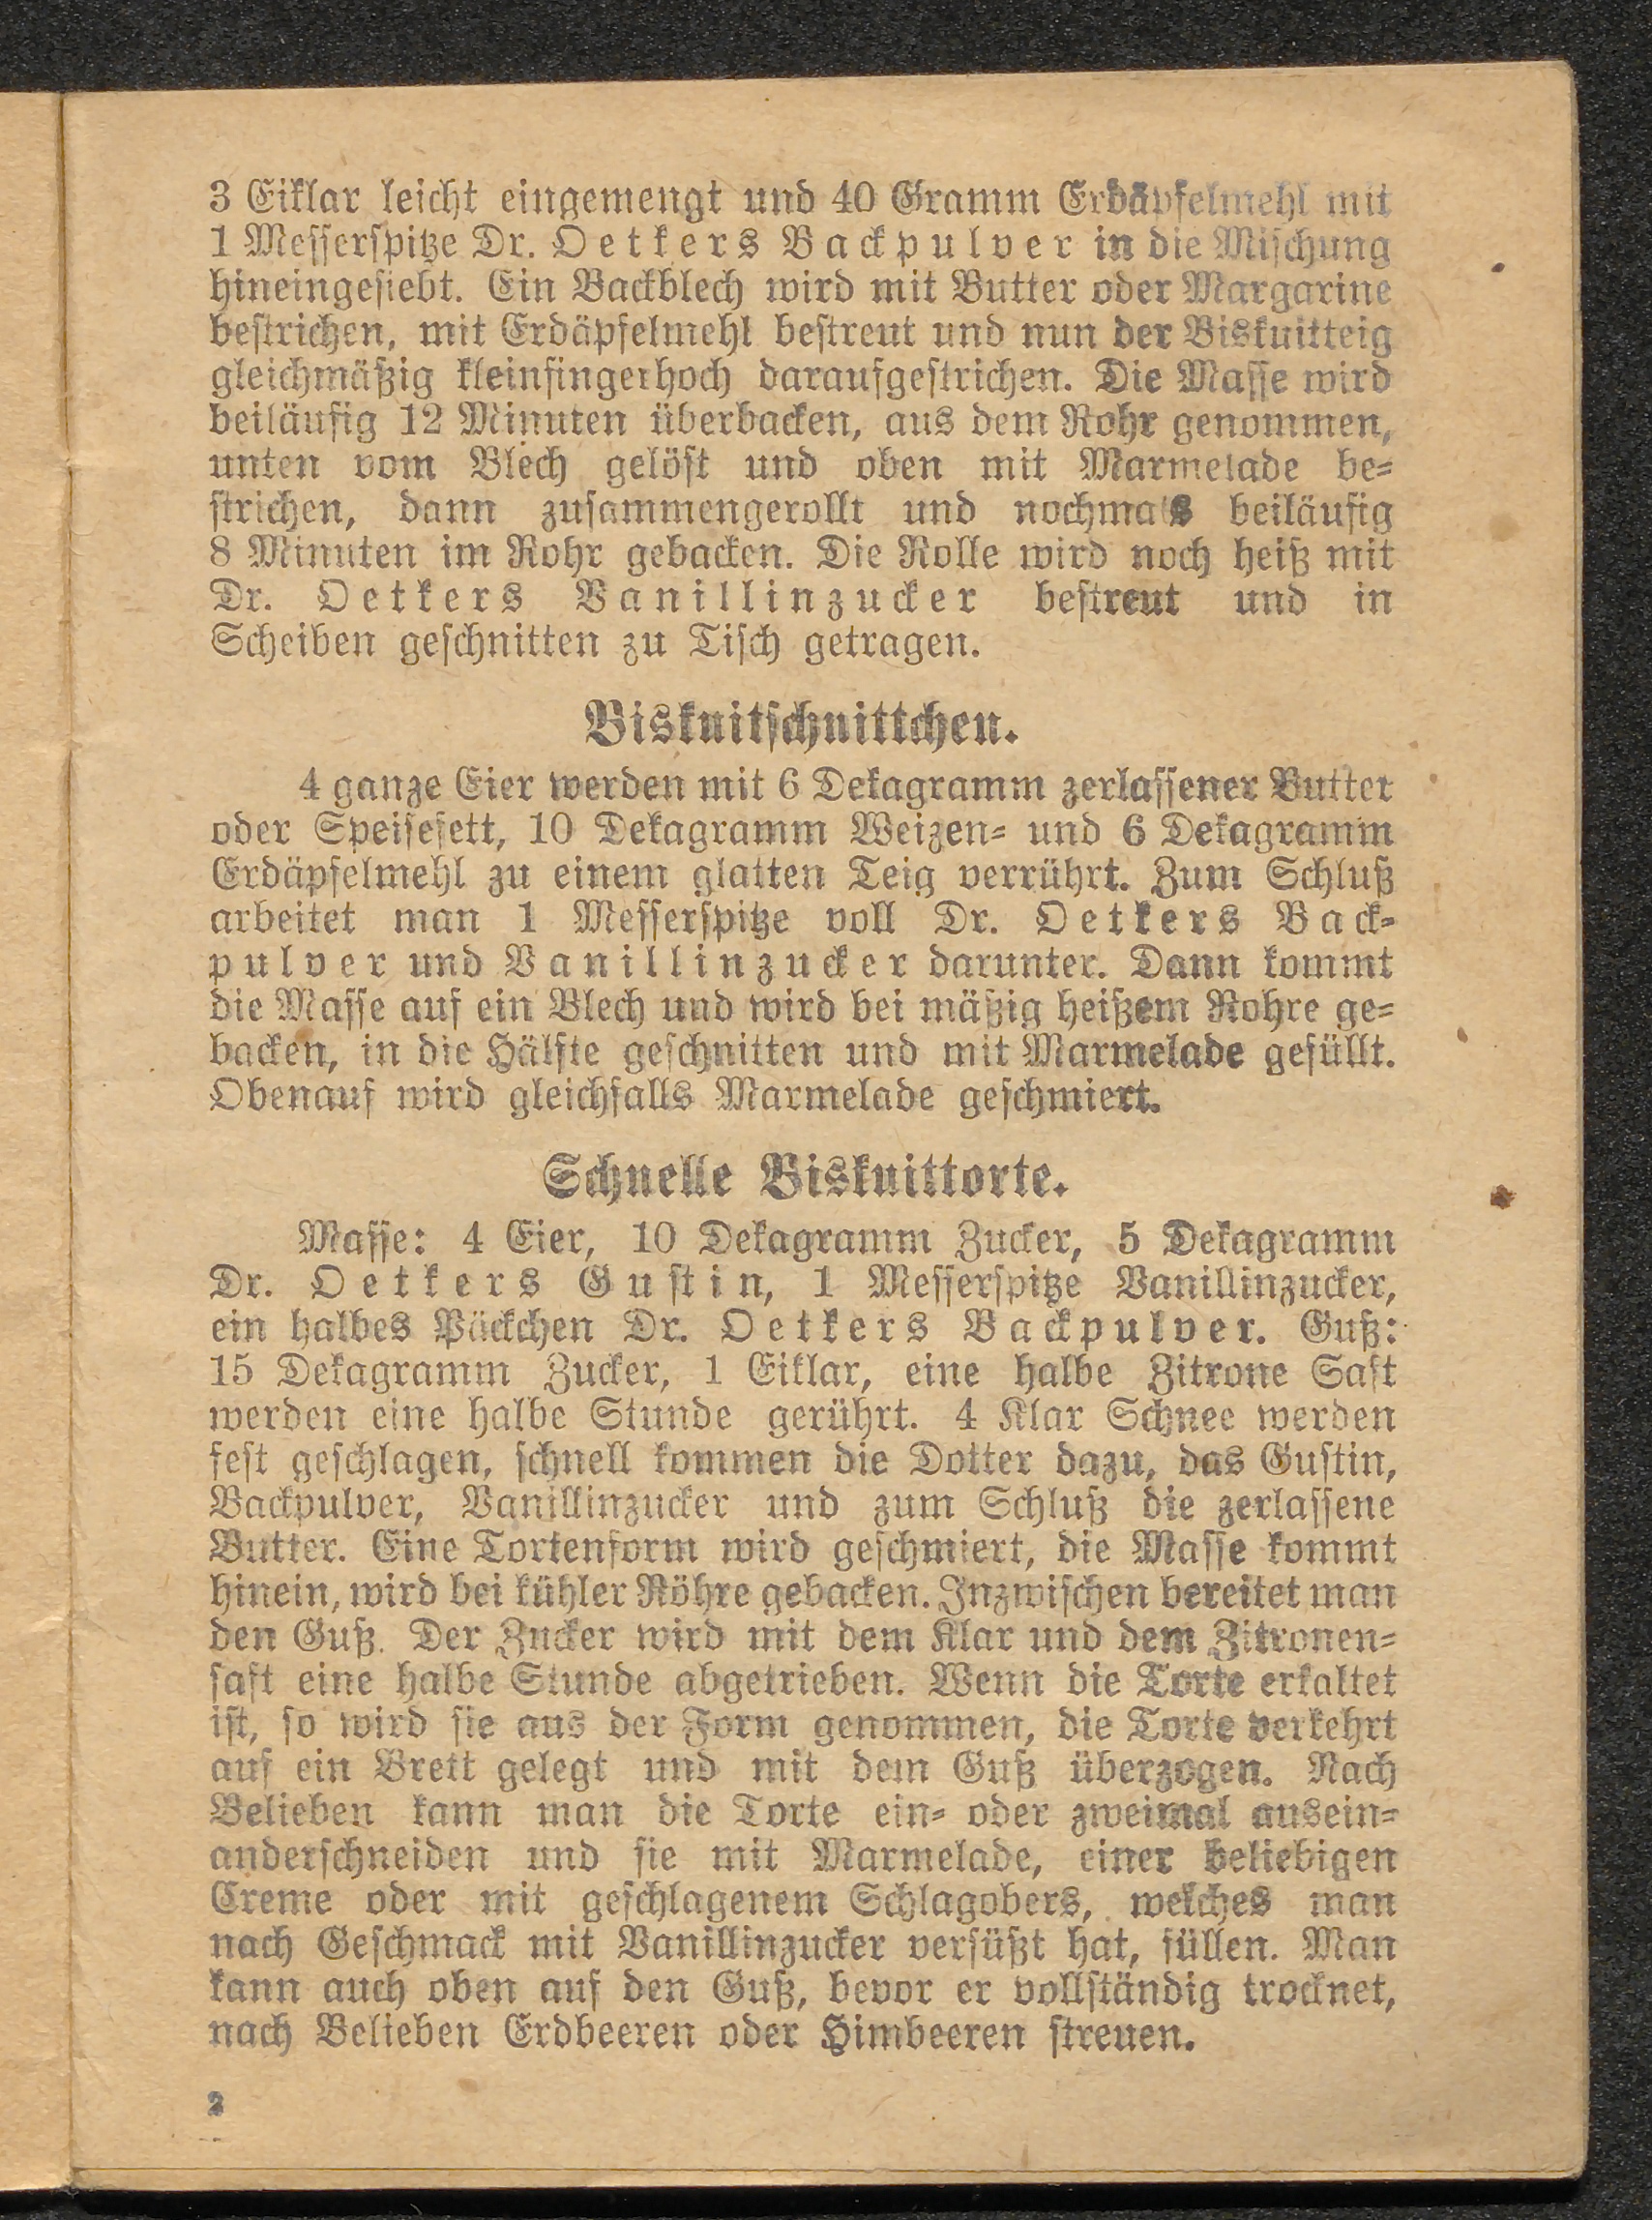 3 Eiklar leicht eingemengt und 40 Gramm Erdäpfelmehl mit
1 Messerspitze Dr. Oetkers Backpulver in die Mischung
hineingesiebt. Ein Backblech wird mit Butter oder Margarine
bestrichen, mit Erdäpfelmehl bestreut und nun der Biskuitteig
gleichmäßig kleinfingerhoch daraufgestrichen. Die Masse wird
beiläufig 12 Minuten überbacken, aus dem Rohr genommen,
unten vom Blech gelöst und oben mit Marmelade be-
strichen, dann zusammengerollt und nochmals beiläufig
8 Minuten im Rohr gebacken. Die Rolle wird noch heiß mit
Dr. Oetkers Vanillinzucker bestreut und in
Scheiben geschnitten zu Tisch getragen.
Biskuitschnittchen.
4 ganze Eier werden mit 6 Dekagramm zerlassener Butter
oder Speisefett, 10 Dekagramm Weizen- und 6 Dekagramm
Erdäpfelmehl zu einem glatten Teig verrührt. Zum Schluß
arbeitet man 1 Messerspitze voll Dr. Oetkers Back-
pulver und Vanillinzucker darunter. Dann kommt
die Masse auf ein Blech und wird bei mäßig heißem Rohre ge-
backen, in die Hälfte geschnitten und mit Marmelade gefüllt.
Obenauf wird gleichfalls Marmelade geschmiert.
Schnelle Biskuittorte.
Masse: 4 Eier, 10 Dekagramm Zucker, 5 Dekagramm
Dr. Oetkers Gustin, 1 Messerspitze Vanillinzucker,
ein halbes Päckchen Dr. Oetkers Backpulver. Guß:
15 Dekagramm Zucker, 1 Eiklar, eine halbe Zitrone Saft
werden eine halbe Stunde gerührt. 4 Klar Schnee werden
fest geschlagen, schnell kommen die Dotter dazu, das Gustin,
Backpulver, Vanillinzucker und zum Schluß die zerlassene
Butter. Eine Tortenform wird geschmiert, die Masse kommt
hinein, wird bei kühler Röhre gebacken. Inzwischen bereitet man
den Guß. Der Zucker wird mit dem Klar und dem Zitronen-
saft eine halbe Stunde abgetrieben. Wenn die Torte erkaltet
ist, so wird sie aus der Form genommen, die Torte verkehrt
auf ein Brett gelegt und mit dem Guß überzogen. Nach
Belieben kann man die Torte ein- oder zweimal ausein-
anderschneiden und sie mit Marmelade, einer beliebigen
Creme oder mit geschlagenem Schlagobers, welches man
nach Geschmack mit Vanillinzucker versüßt hat, füllen. Man
kann auch oben auf den Guß, bevor er vollständig trocknet,
nach Belieben Erdbeeren oder Himbeeren streuen.
2